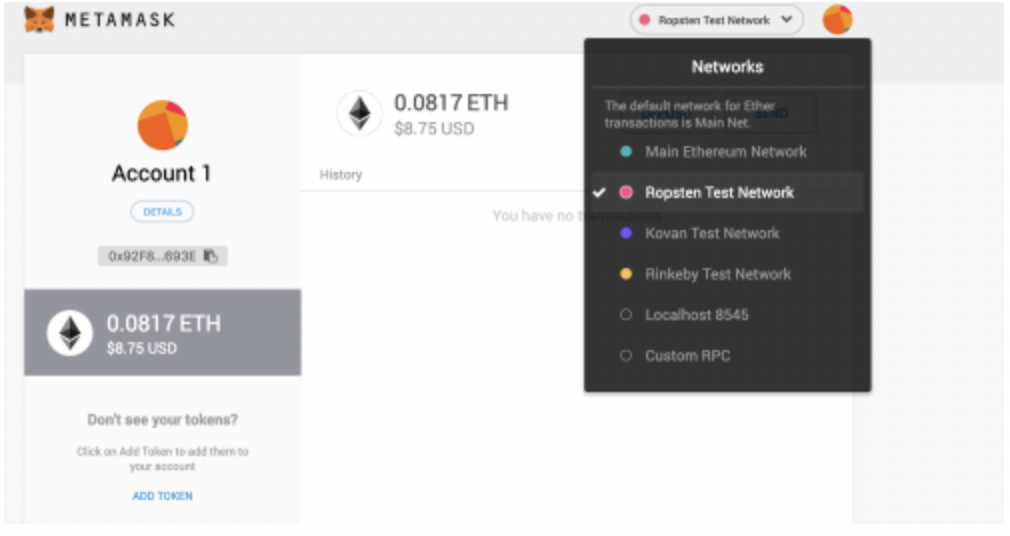 METAMASK
Ropsten Test Network
Account 1
DETAILS
0x92F8...693E
0.0817 ETH
$8.75 USD
Don't see your tokens?
Click on Add Token to add them to
your account
ADD TOKEN
0.0817 ETH
$8.75 USD
History
You have no transactions
SEND
Networks
The default network for Ether
transactions is Main Net.
Main Ethereum Network
Ropsten Test Network
Kovan Test Network
Rinkeby Test Network
Localhost 8545
Custom RPC